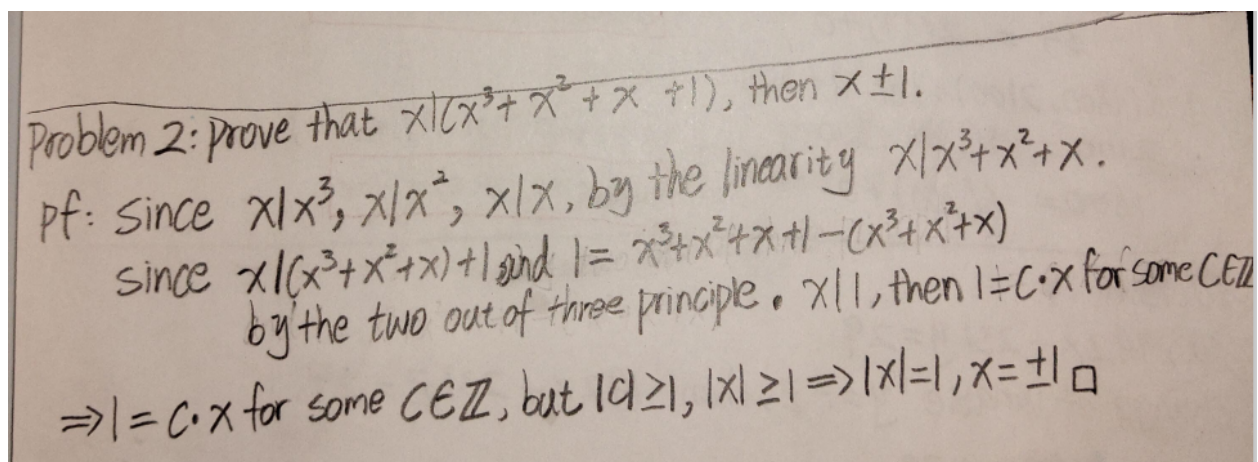 Problem 2: prove that x|(x³+x²+x+1), then x±1.
pf: since x|x³, x|x², x|x, by the linearity x|x³+x²+x.
since x|(x³+x²+x)+1 and 1=x³+x²+x+1-(x³+x²+x)
by the two out of three principle. x|1, then 1=C·x for some C∈ℤ
⇒1=C·x for some C∈ℤ, but |C|≥1, |x|≥1⇒|x|=1, x=±1□